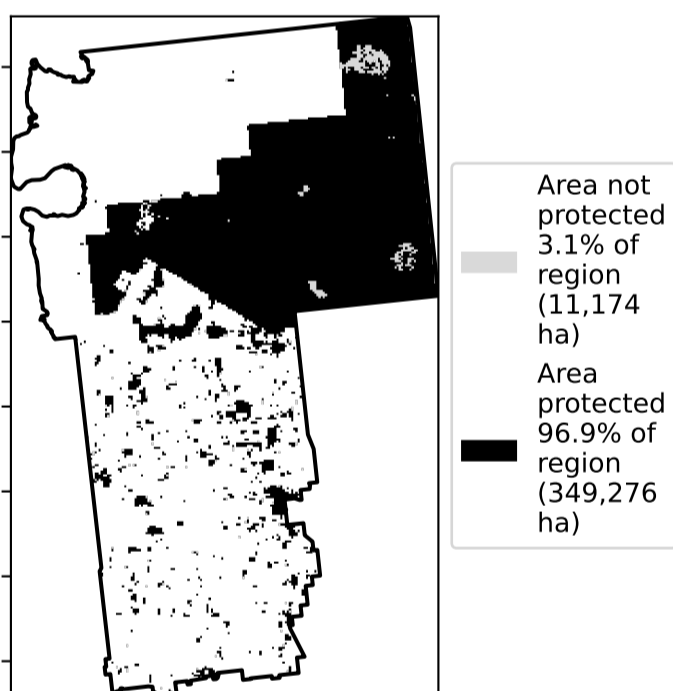 Area not
protected
3.1% of
region
(11,174
ha)
Area
protected
96.9% of
region
(349,276
ha)